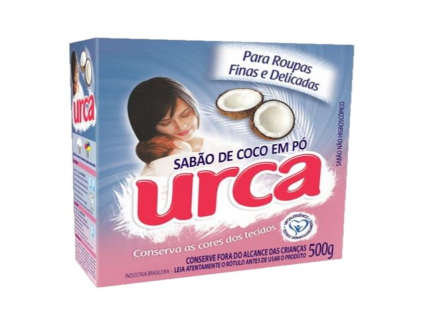 Para Roupas
Finas e Delicadas
SABÃO DE COCO EM PÓ
urca
Conserva as cores dos tecidos
CONSERVE FORA DO ALCANCE DAS CRIANÇAS
INDÚSTRIA BRASILEIRA - LEIA ATENTAMENTE O RÓTULO ANTES DE USAR O PRODUTO
500g
SABÃO NÃO HIGROSCÓPICO
urca